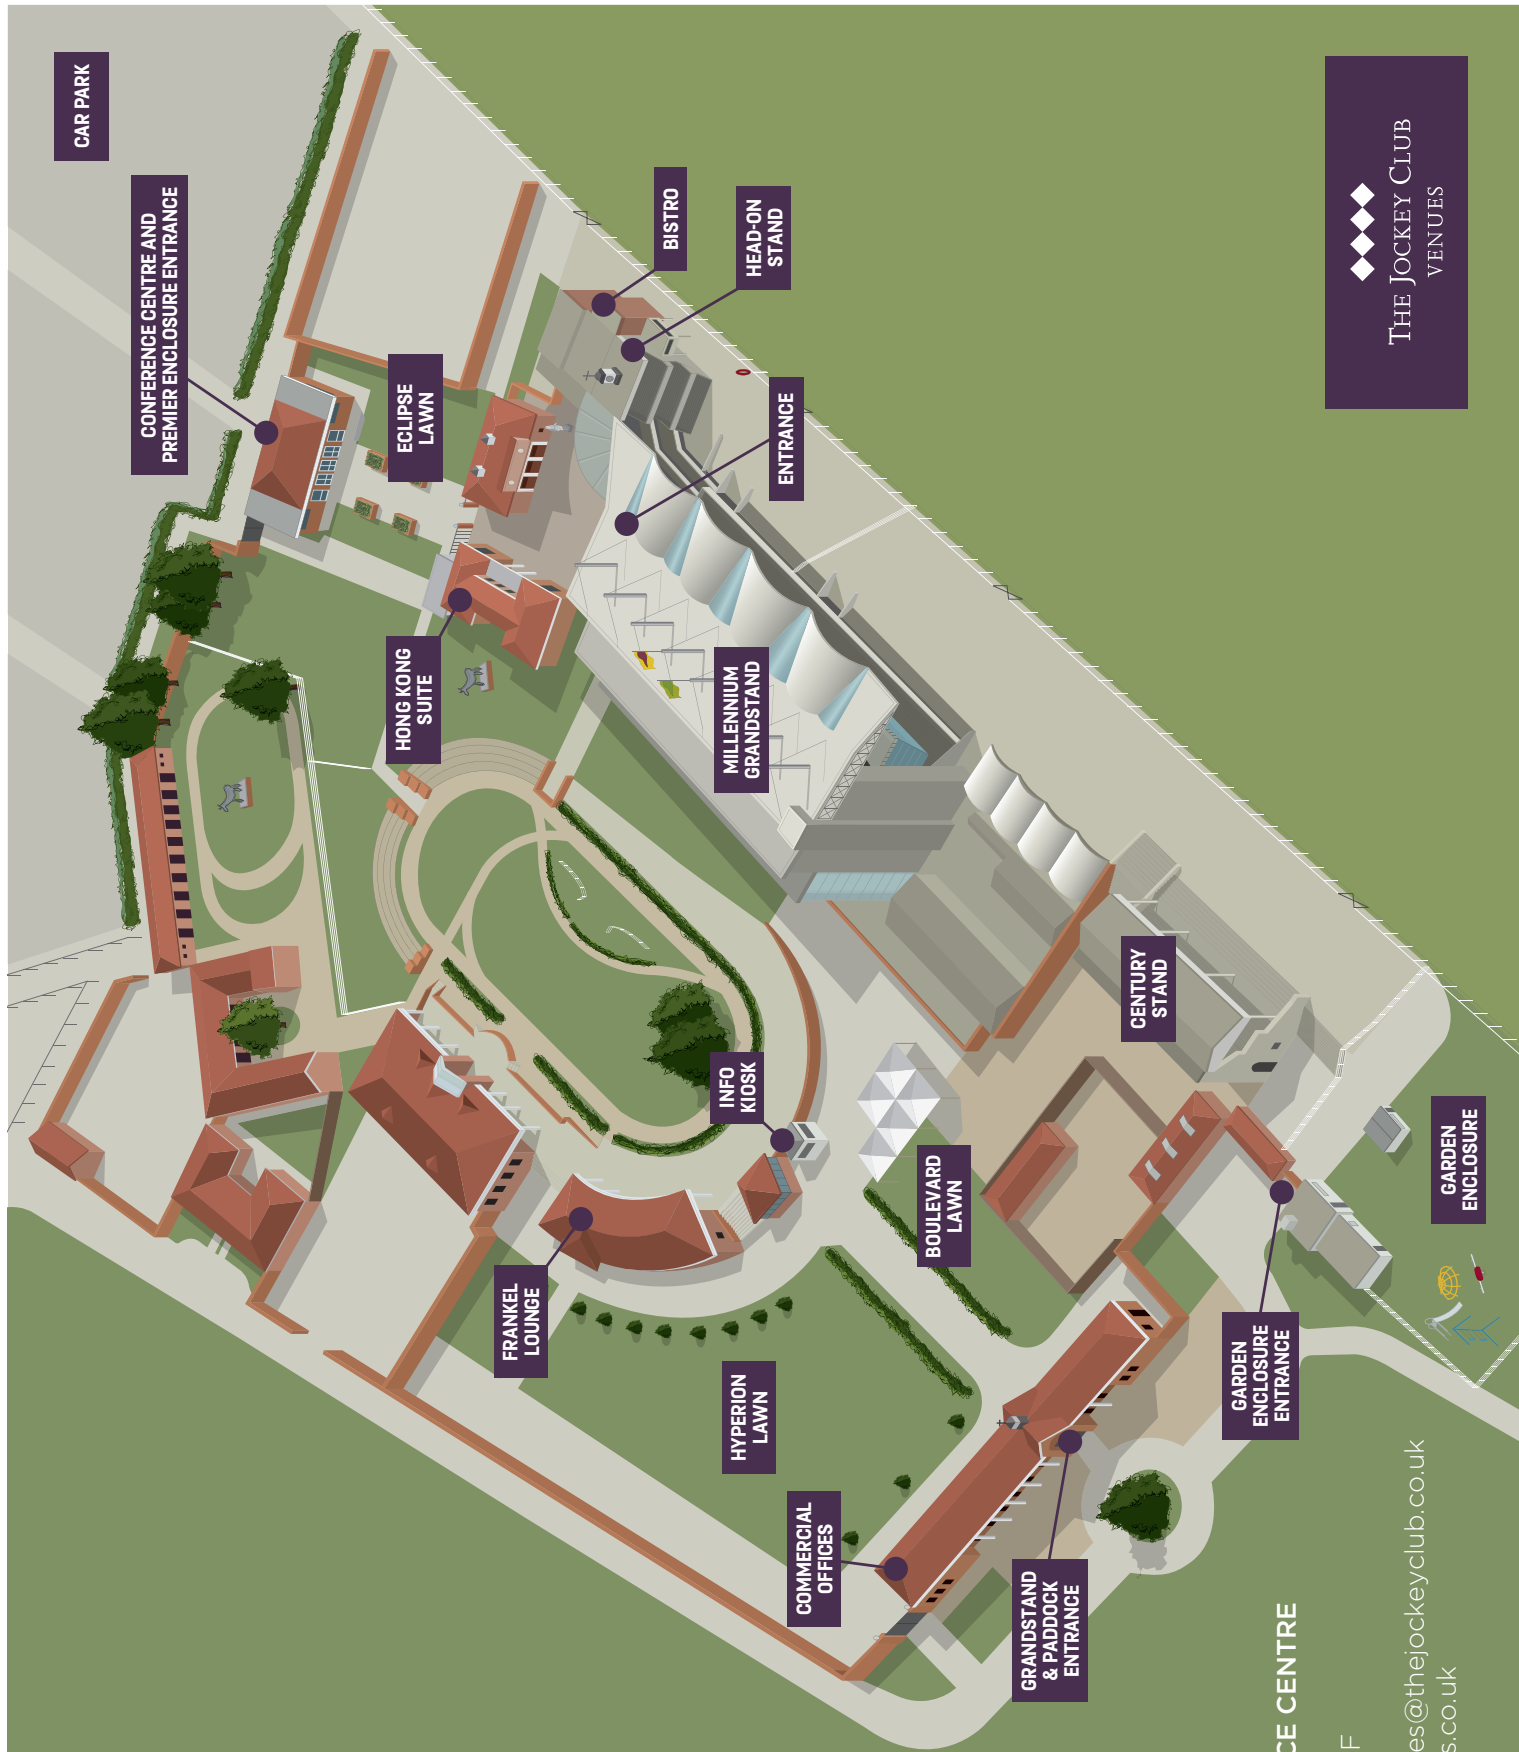 CAR PARK
CONFERENCE CENTRE AND
PREMIER ENCLOSURE ENTRANCE
HONG KONG
SUITE
ECLIPSE
LAWN
FRANKEL
LOUNGE
BISTRO
INFO
KIOSK
MILLENNIUM
GRANDSTAND
HYPERION
LAWN
HEAD-ON
STAND
ENTRANCE
COMMERCIAL
OFFICES
BOULEVARD
LAWN
GRANDSTAND
& PADDOCK
ENTRANCE
CENTURY
STAND
GARDEN
ENCLOSURE
ENTRANCE
GARDEN
ENCLOSURE
CE CENTRE
F
es@thejockeyclub.co.uk
s.co.uk
THE JOCKEY CLUB
VENUES